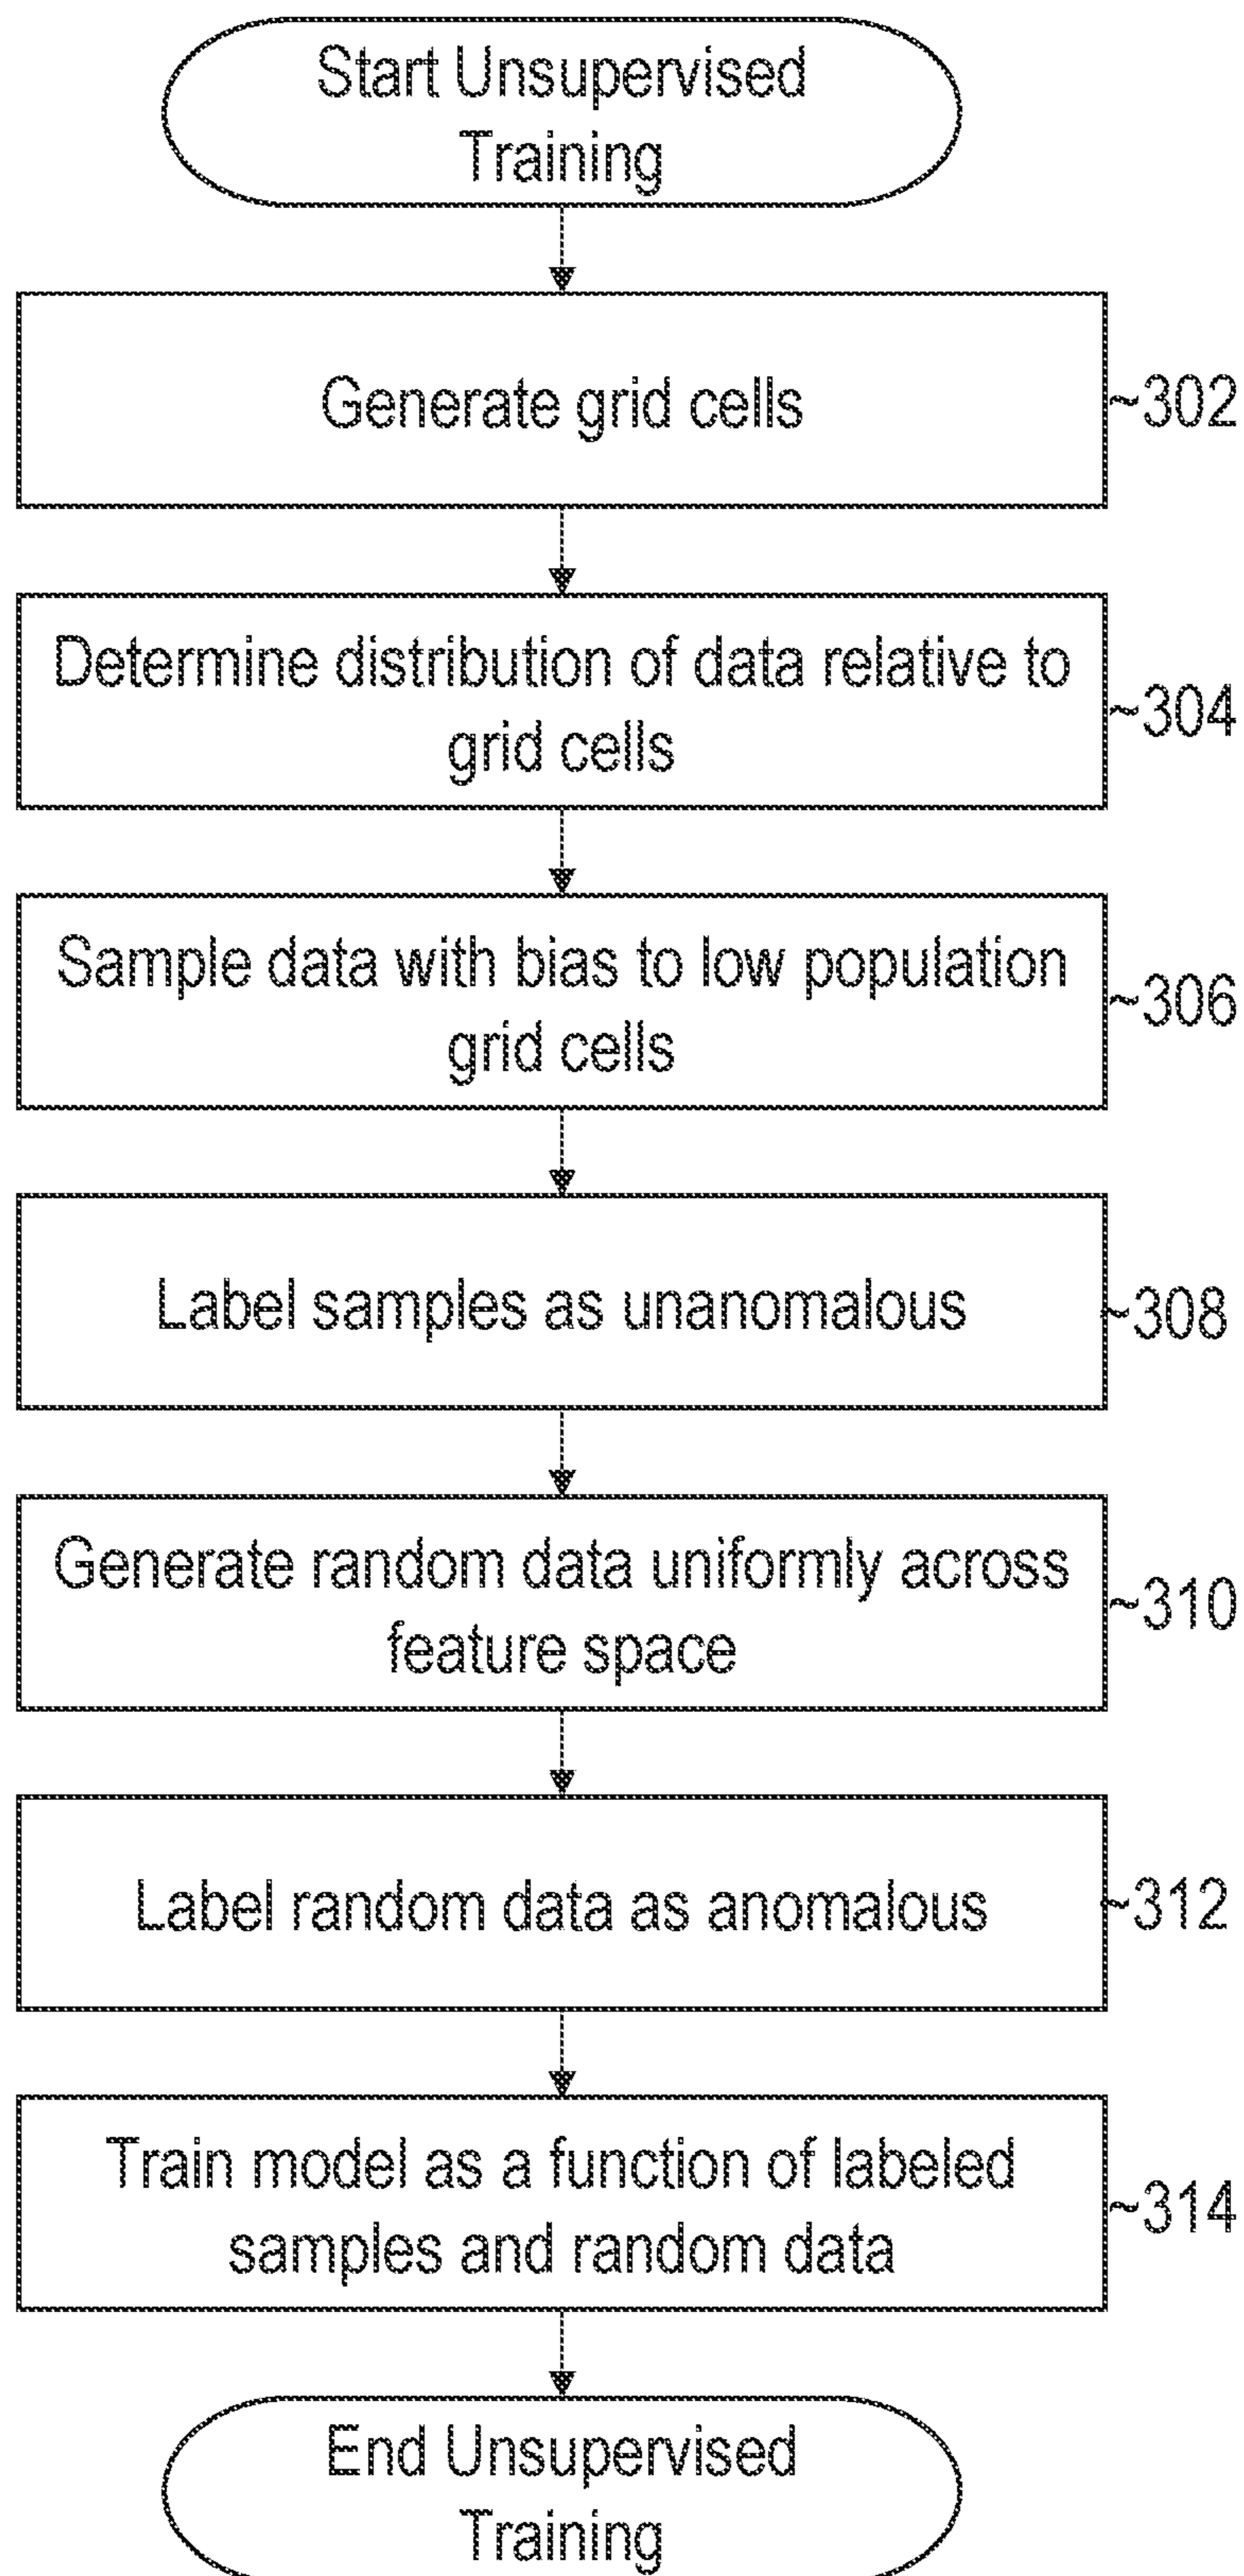 Start Unsupervised
Training
Generate grid cells
~302
Determine distribution of data relative to
grid cells
~304
Sample data with bias to low population
grid cells
~306
Label samples as unanomalous
~308
Generate random data uniformly across
feature space
~310
Label random data as anomalous
~312
Train model as a function of labeled
samples and random data
~314
End Unsupervised
Training